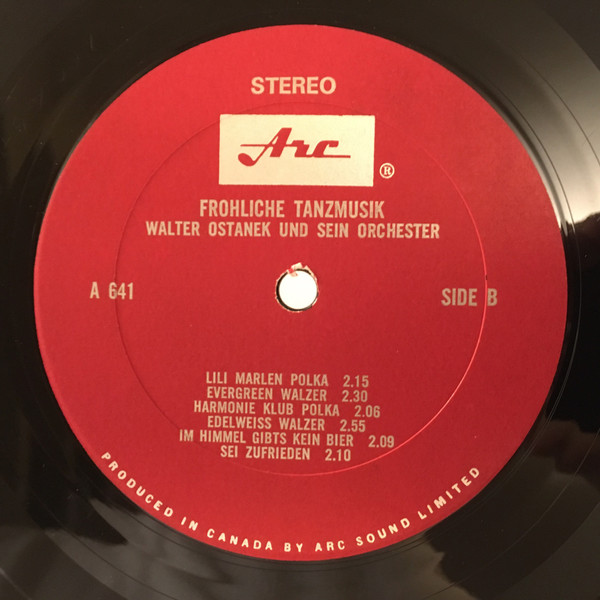 STEREO
Arc
®
FROHLICHE TANZMUSIK
WALTER OSTANEK UND SEIN ORCHESTER
A 641
SIDE B
LILI MARLEN POLKA 2.15
EVERGREEN WALZER 2.30
HARMONIE KLUB POLKA 2.06
EDELWEISS WALZER 2.55
IM HIMMEL GIBTS KEIN BIER 2.09
SEI ZUFRIEDEN 2.10
PRODUCED IN CANADA BY ARC SOUND LIMITED